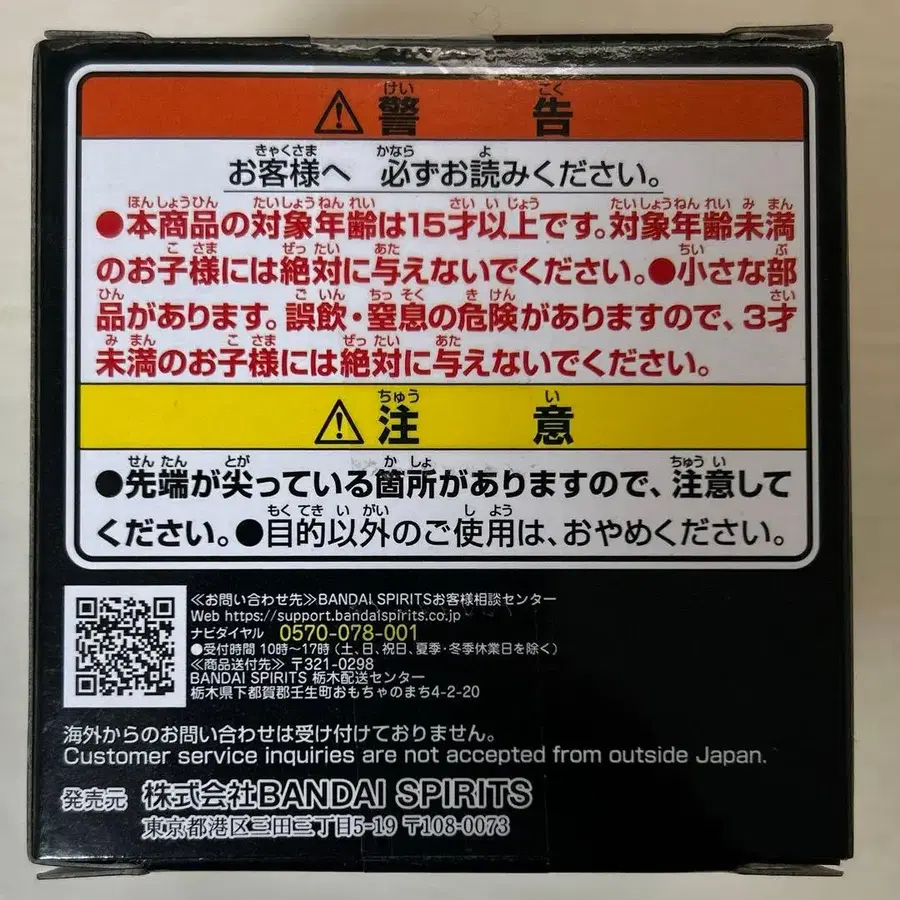 ⚠警告
お客様へ 必ずお読みください。
●本商品の対象年齢は15才以上です。対象年齢未満
のお子様には絶対に与えないでください。●小さな部
品があります。誤飲・窒息の危険がありますので、3才
未満のお子様には絶対に与えないでください。
⚠注意
●先端が尖っている箇所がありますので、注意して
ください。●目的以外のご使用は、おやめください。
≪お問い合わせ先≫BANDAI SPIRITSお客様相談センター
Web https://support.bandaispirits.co.jp
ナビダイヤル 0570-078-001
●受付時間 10時〜17時(土、日、祝日、夏季・冬季休業日を除く)
≪商品送付先≫〒321-0298
BANDAI SPIRITS 栃木配送センター
栃木県下都賀郡壬生町おもちゃのまち4-2-20
海外からのお問い合わせは受け付けておりません。
Customer service inquiries are not accepted from outside Japan.
発売元 株式会社BANDAI SPIRITS
東京都港区三田三丁目5-19 〒108-0073